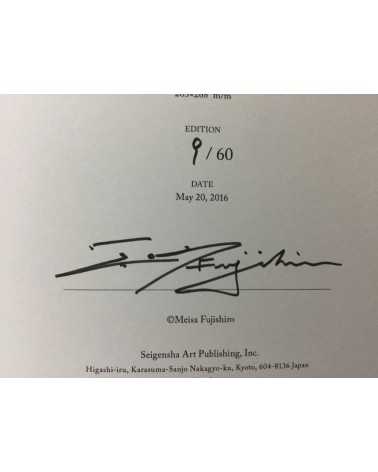 EDITION
9 / 60
DATE
May 20, 2016
Fujishiro
©Meisa Fujishiro
Seigensha Art Publishing, Inc.
Higashi-iru, Karasuma-Sanjo Nakagyo-ku, Kyoto, 604-8136 Japan